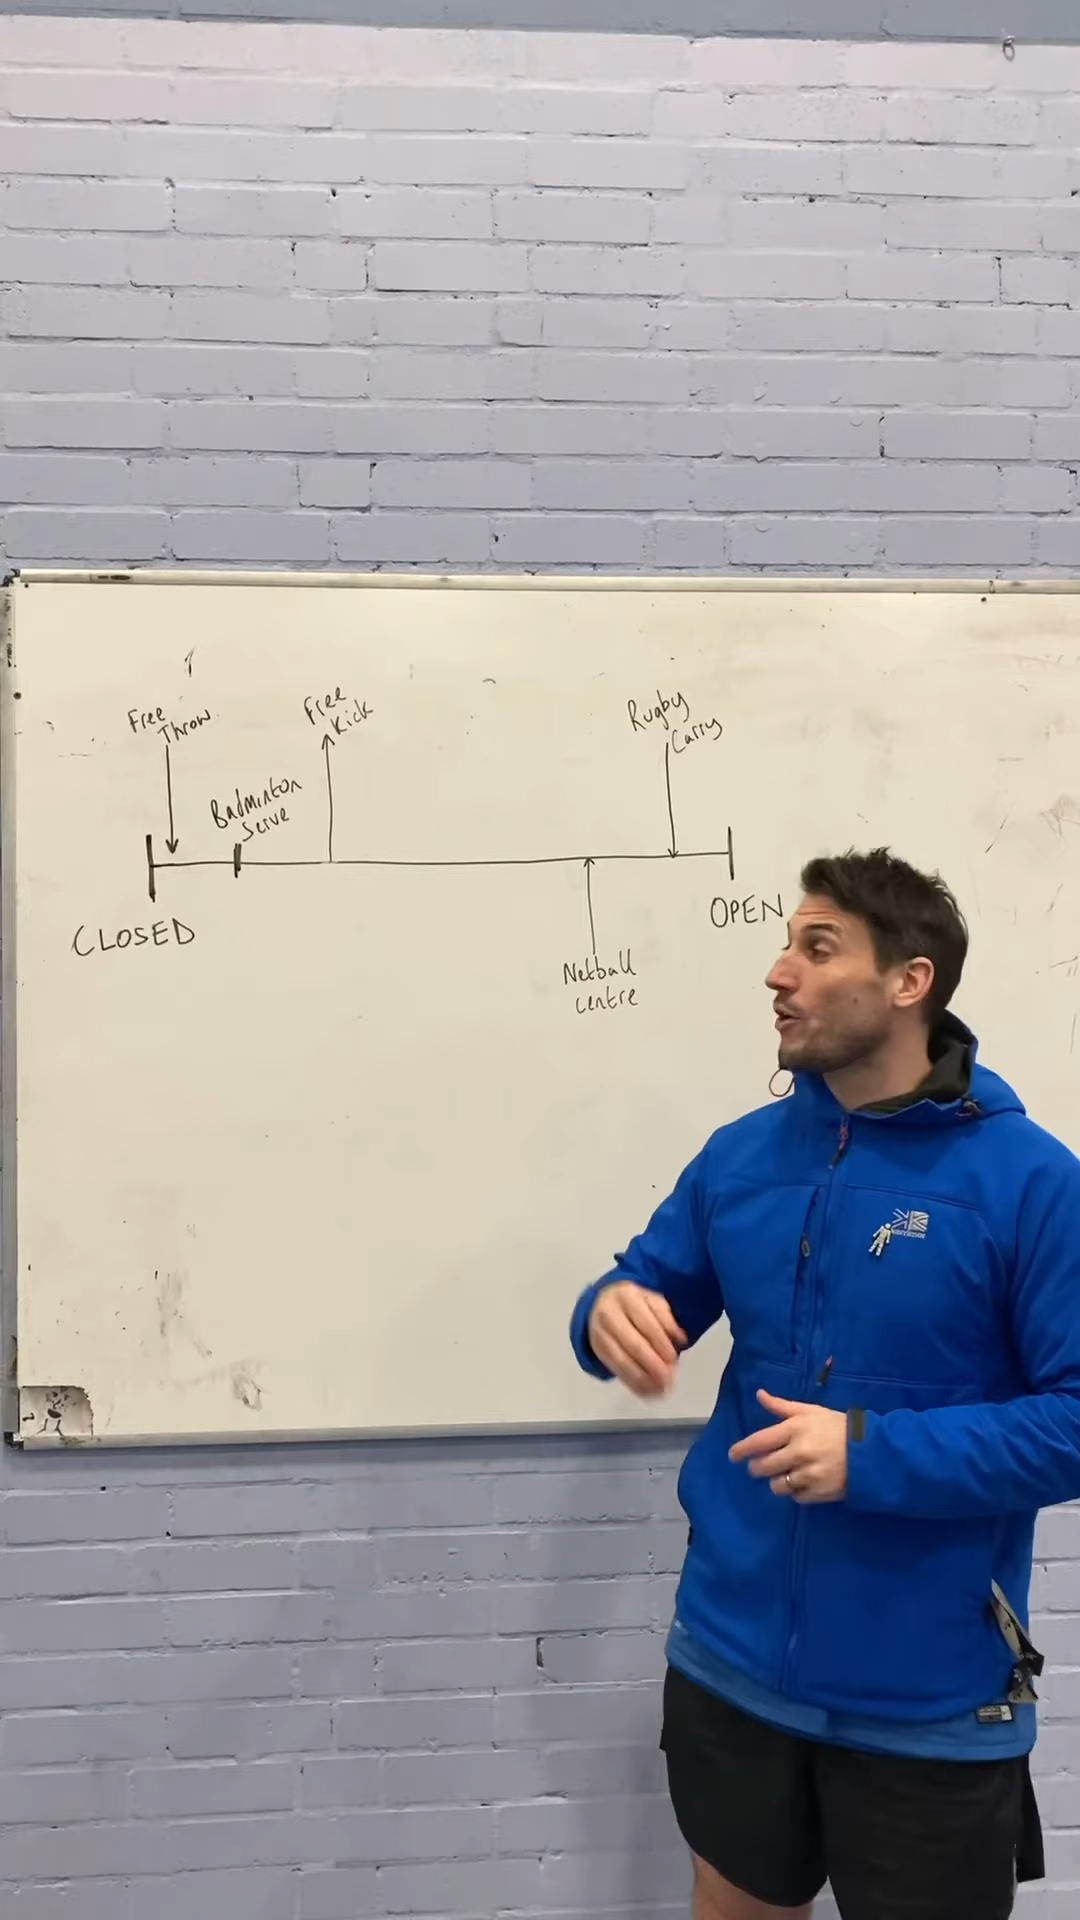 Free
Throw
Free
Kick
Badminton
Serve
Rugby
Carry
CLOSED
OPEN
Netball
centre